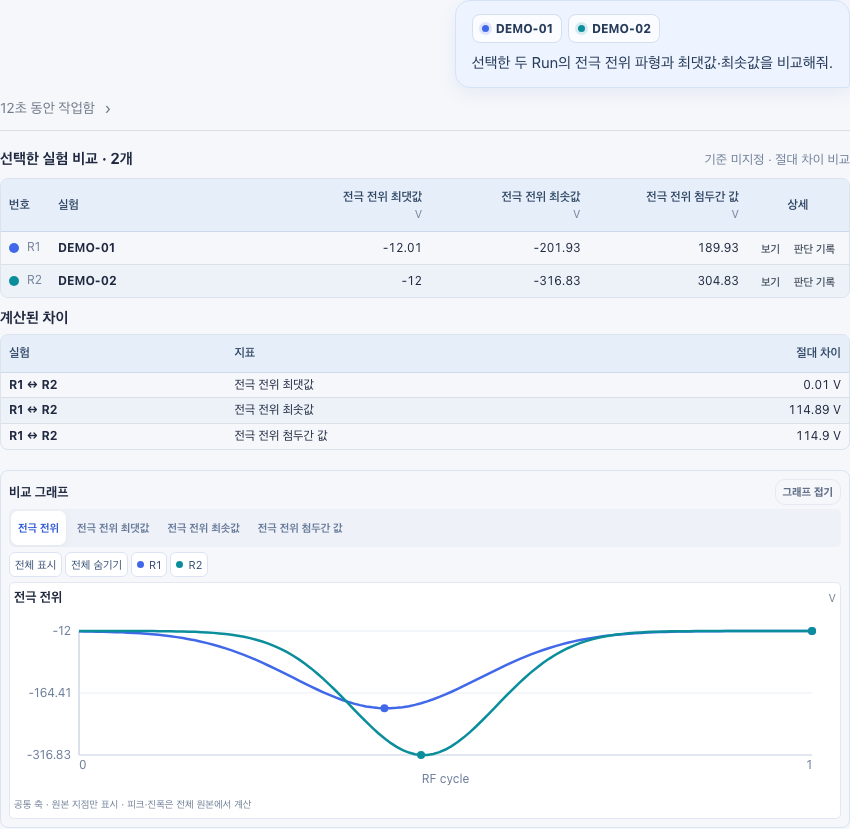 DEMO-01 DEMO-02
선택한 두 Run의 전극 전위 파형과 최댓값·최솟값을 비교해줘.
12초 동안 작업함 >
선택한 실험 비교 · 2개 기준 미지정 · 절대 차이 비교
번호 실험 전극 전위 최댓값 V 전극 전위 최솟값 V 전극 전위 첨두간 값 V 상세
R1 DEMO-01 -12.01 -201.93 189.93 보기 판단 기록
R2 DEMO-02 -12 -316.83 304.83 보기 판단 기록
계산된 차이
실험 지표 절대 차이
R1 ↔ R2 전극 전위 최댓값 0.01 V
R1 ↔ R2 전극 전위 최솟값 114.89 V
R1 ↔ R2 전극 전위 첨두간 값 114.9 V
비교 그래프 그래프 접기
전극 전위 전극 전위 최댓값 전극 전위 최솟값 전극 전위 첨두간 값
전체 표시 전체 숨기기 R1 R2
전극 전위 V
-12
-164.41
-316.83
0 1
RF cycle
공통 축 · 원본 지점만 표시 · 피크·진폭은 전체 원본에서 계산